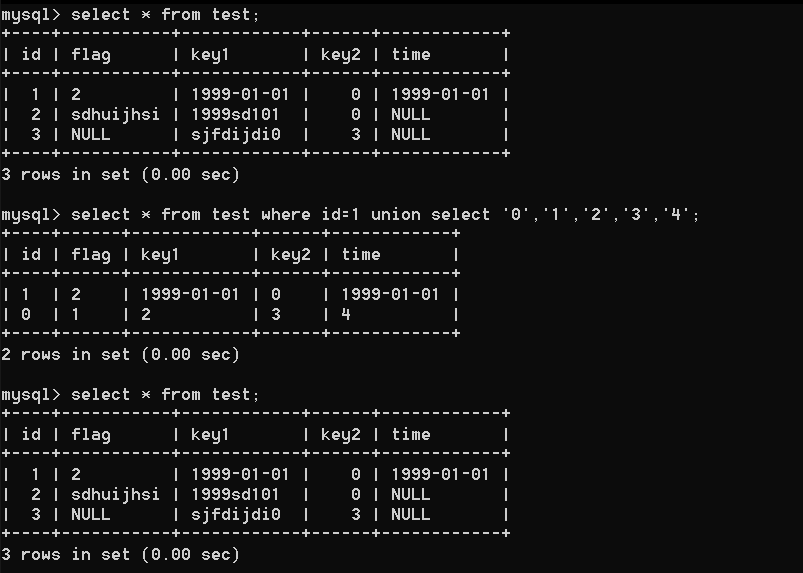 mysql> select * from test;
+----+-----------+------------+------+------------+
| id | flag      | key1       | key2 | time       |
+----+-----------+------------+------+------------+
|  1 | 2         | 1999-01-01 |    0 | 1999-01-01 |
|  2 | sdhuijhsi | 1999sd101  |    0 | NULL       |
|  3 | NULL      | sjfdijdi0  |    3 | NULL       |
+----+-----------+------------+------+------------+
3 rows in set (0.00 sec)
mysql> select * from test where id=1 union select '0','1','2','3','4';
+----+------+------------+------+------------+
| id | flag | key1       | key2 | time       |
+----+------+------------+------+------------+
| 1  | 2    | 1999-01-01 | 0    | 1999-01-01 |
| 0  | 1    | 2          | 3    | 4          |
+----+------+------------+------+------------+
2 rows in set (0.00 sec)
mysql> select * from test;
+----+-----------+------------+------+------------+
| id | flag      | key1       | key2 | time       |
+----+-----------+------------+------+------------+
|  1 | 2         | 1999-01-01 |    0 | 1999-01-01 |
|  2 | sdhuijhsi | 1999sd101  |    0 | NULL       |
|  3 | NULL      | sjfdijdi0  |    3 | NULL       |
+----+-----------+------------+------+------------+
3 rows in set (0.00 sec)